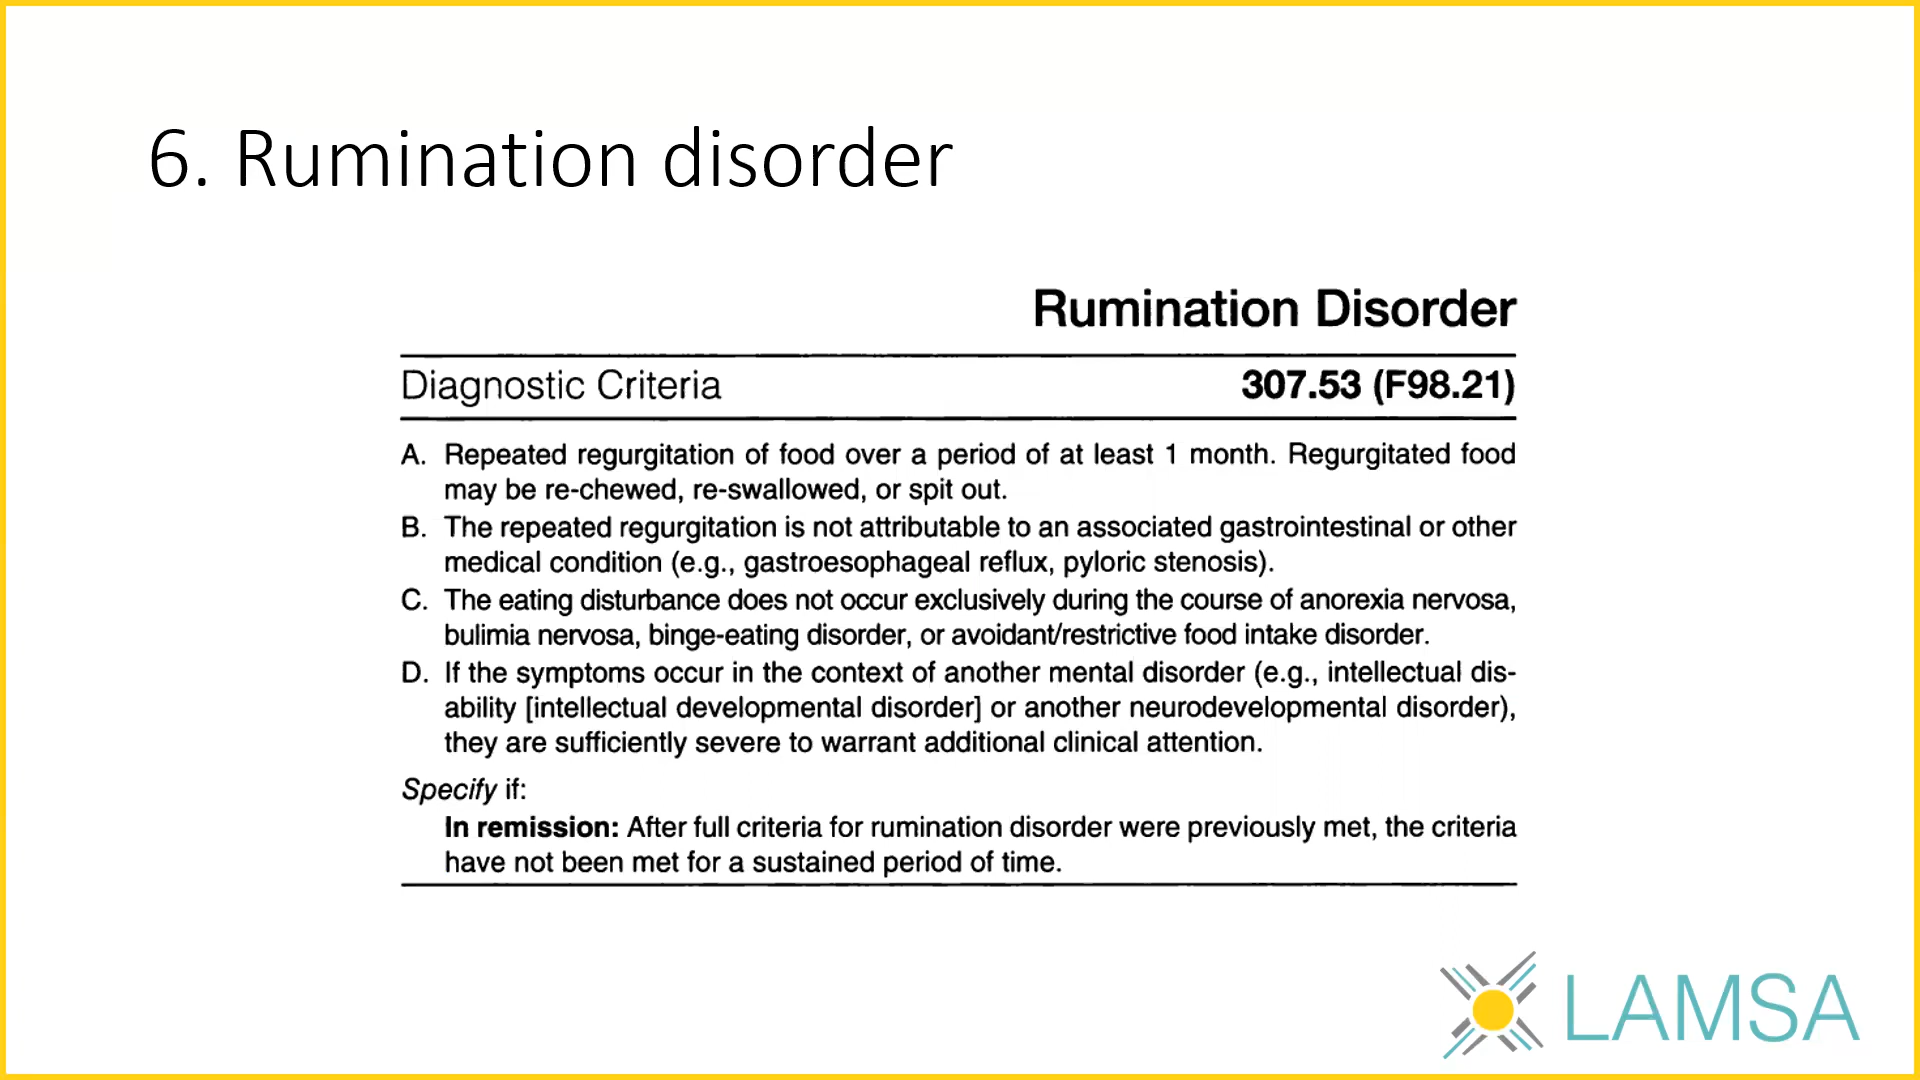 6. Rumination disorder
Rumination Disorder
Diagnostic Criteria 307.53 (F98.21)
A. Repeated regurgitation of food over a period of at least 1 month. Regurgitated food
may be re-chewed, re-swallowed, or spit out.
B. The repeated regurgitation is not attributable to an associated gastrointestinal or other
medical condition (e.g., gastroesophageal reflux, pyloric stenosis).
C. The eating disturbance does not occur exclusively during the course of anorexia nervosa,
bulimia nervosa, binge-eating disorder, or avoidant/restrictive food intake disorder.
D. If the symptoms occur in the context of another mental disorder (e.g., intellectual dis-
ability [intellectual developmental disorder] or another neurodevelopmental disorder),
they are sufficiently severe to warrant additional clinical attention.
Specify if:
In remission: After full criteria for rumination disorder were previously met, the criteria
have not been met for a sustained period of time.
LAMSA